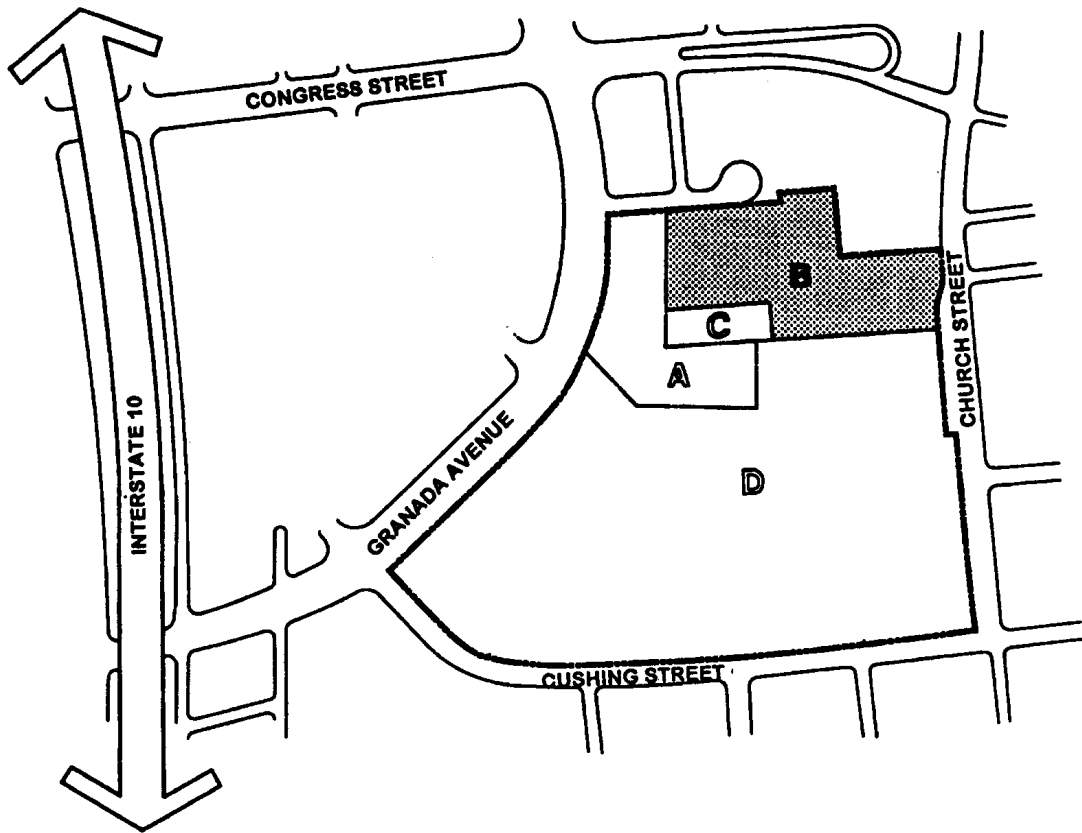 CONGRESS STREET
B
C
A
CHURCH STREET
INTERSTATE 10
GRANADA AVENUE
D
CUSHING STREET